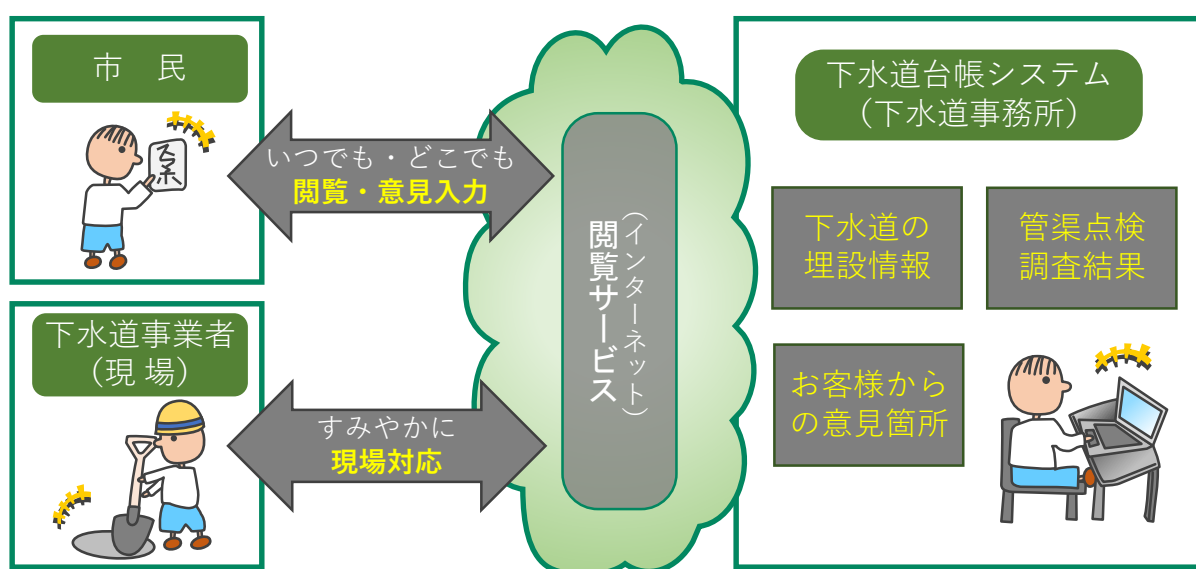 市　民
スマホ
いつでも・どこでも
閲覧・意見入力
下水道事業者
（現 場）
すみやかに
現場対応
（インターネット）
閲覧サービス
下水道台帳システム
（下水道事務所）
下水道の
埋設情報
管渠点検
調査結果
お客様から
の意見箇所